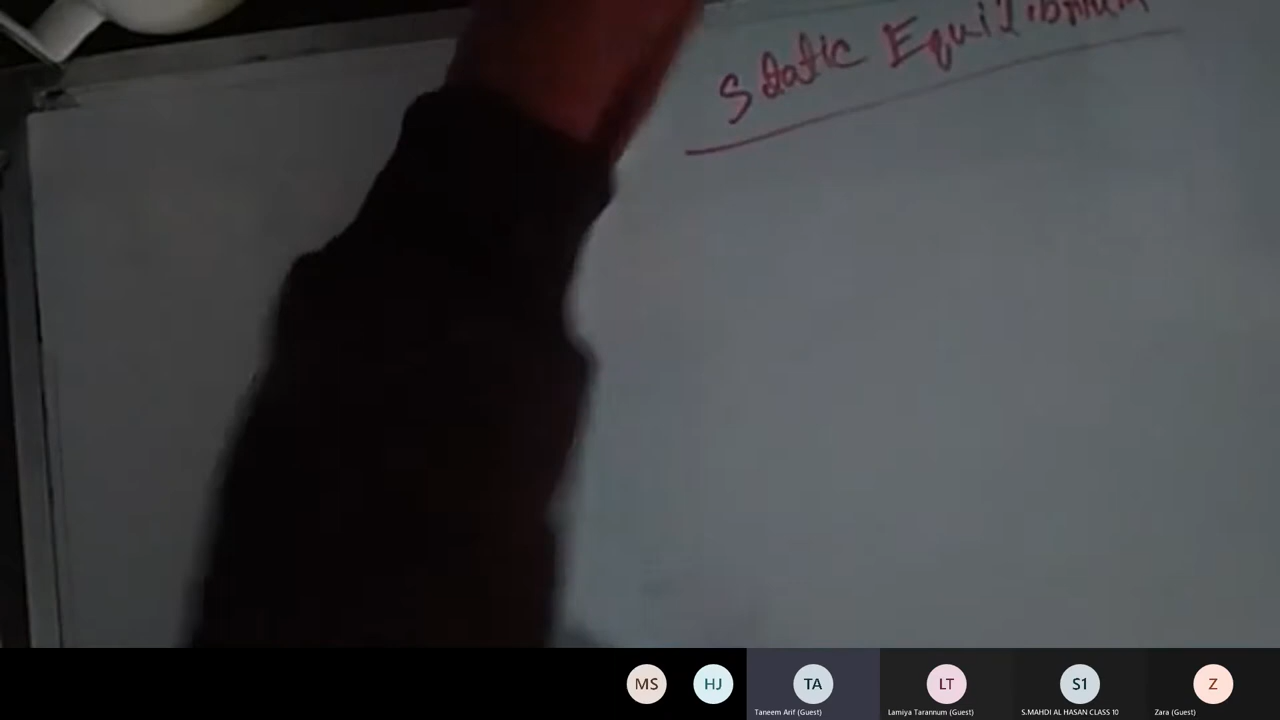 Static Equilibrium
MS
HJ
TA
LT
S1
Z
Taneem Arif (Guest)
Lamiya Tarannum (Guest)
S.MAHDI AL HASAN CLASS 10
Zara (Guest)